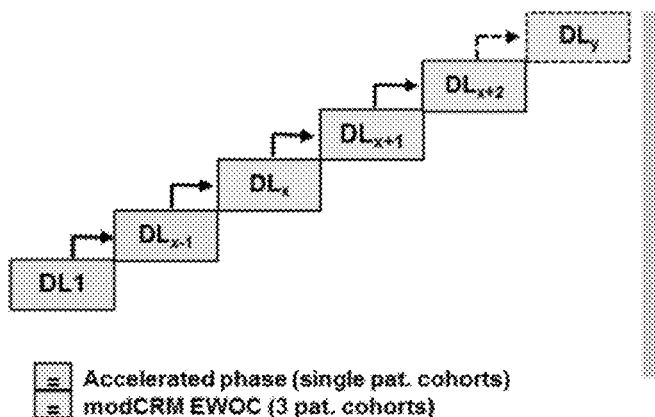 DLy
DLx+2
DLx+1
DLx
DLx-1
DL1
= Accelerated phase (single pat. cohorts)
= modCRM EWOC (3 pat. cohorts)